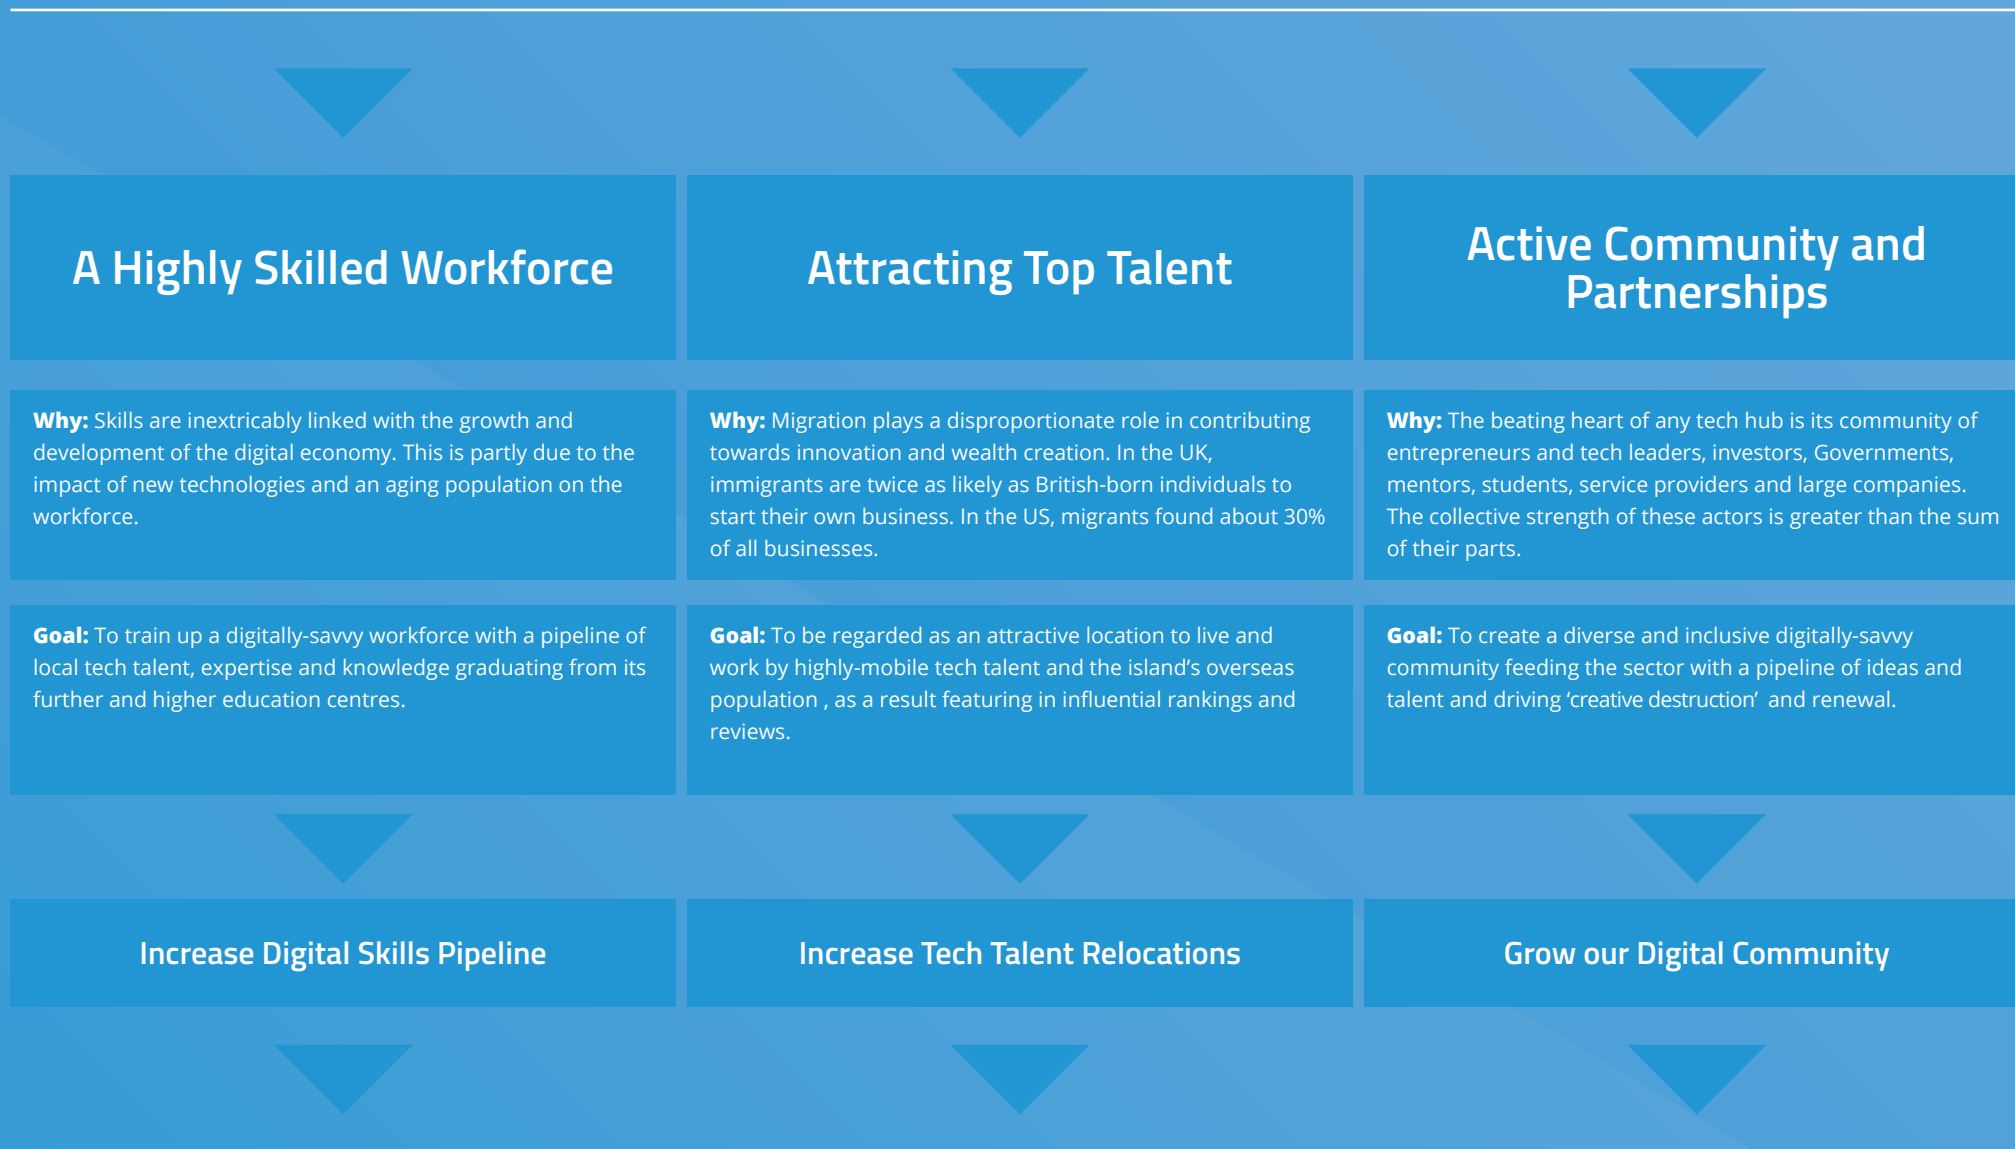 A Highly Skilled Workforce
Why: Skills are inextricably linked with the growth and
development of the digital economy. This is partly due to the
impact of new technologies and an aging population on the
workforce.
Goal: To train up a digitally-savvy workforce with a pipeline of
local tech talent, expertise and knowledge graduating from its
further and higher education centres.
Increase Digital Skills Pipeline
Attracting Top Talent
Why: Migration plays a disproportionate role in contributing
towards innovation and wealth creation. In the UK,
immigrants are twice as likely as British-born individuals to
start their own business. In the US, migrants found about 30%
of all businesses.
Goal: To be regarded as an attractive location to live and
work by highly-mobile tech talent and the island’s overseas
population , as a result featuring in influential rankings and
reviews.
Increase Tech Talent Relocations
Active Community and
Partnerships
Why: The beating heart of any tech hub is its community of
entrepreneurs and tech leaders, investors, Governments,
mentors, students, service providers and large companies.
The collective strength of these actors is greater than the sum
of their parts.
Goal: To create a diverse and inclusive digitally-savvy
community feeding the sector with a pipeline of ideas and
talent and driving ‘creative destruction’ and renewal.
Grow our Digital Community